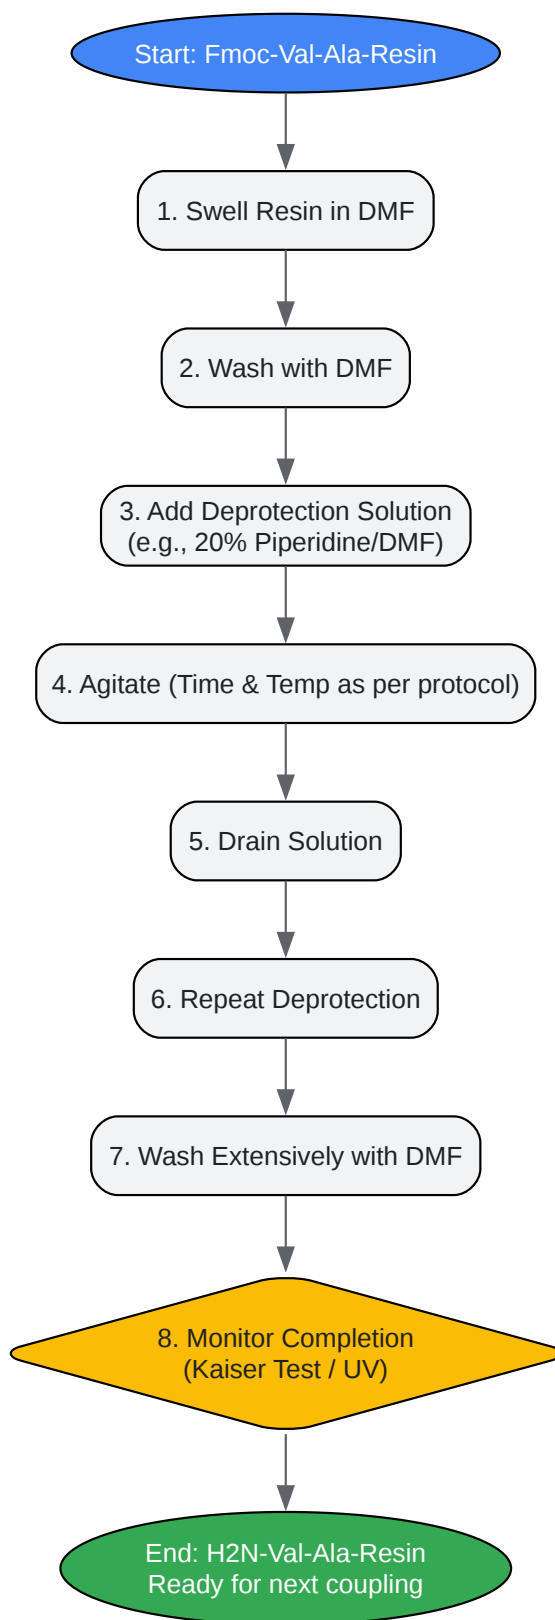 Start: Fmoc-Val-Ala-Resin
1. Swell Resin in DMF
2. Wash with DMF
3. Add Deprotection Solution
(e.g., 20% Piperidine/DMF)
4. Agitate (Time & Temp as per protocol)
5. Drain Solution
6. Repeat Deprotection
7. Wash Extensively with DMF
8. Monitor Completion
(Kaiser Test / UV)
End: H2N-Val-Ala-Resin
Ready for next coupling